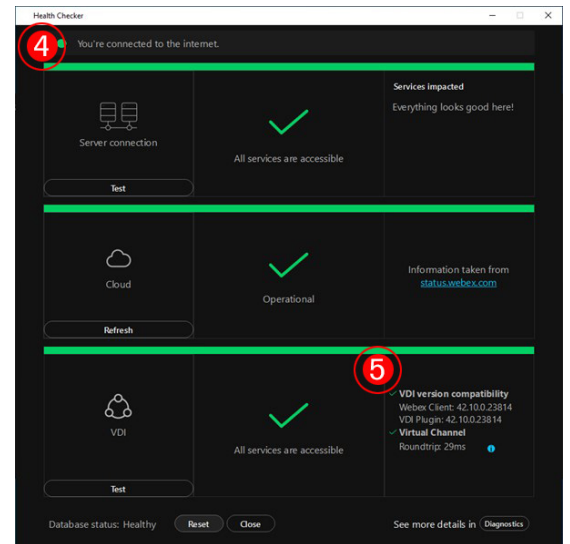 Health Checker
4
You're connected to the internet.
Server connection
Test
All services are accessible
Services impacted
Everything looks good here!
Cloud
Refresh
Operational
Information taken from
status.webex.com
VDI
Test
All services are accessible
5
VDI version compatibility
Webex Client: 42.10.0.23814
VDI Plugin: 42.10.0.23814
Virtual Channel
Roundtrip: 29ms
Database status: Healthy
Reset
Close
See more details in
Diagnostics